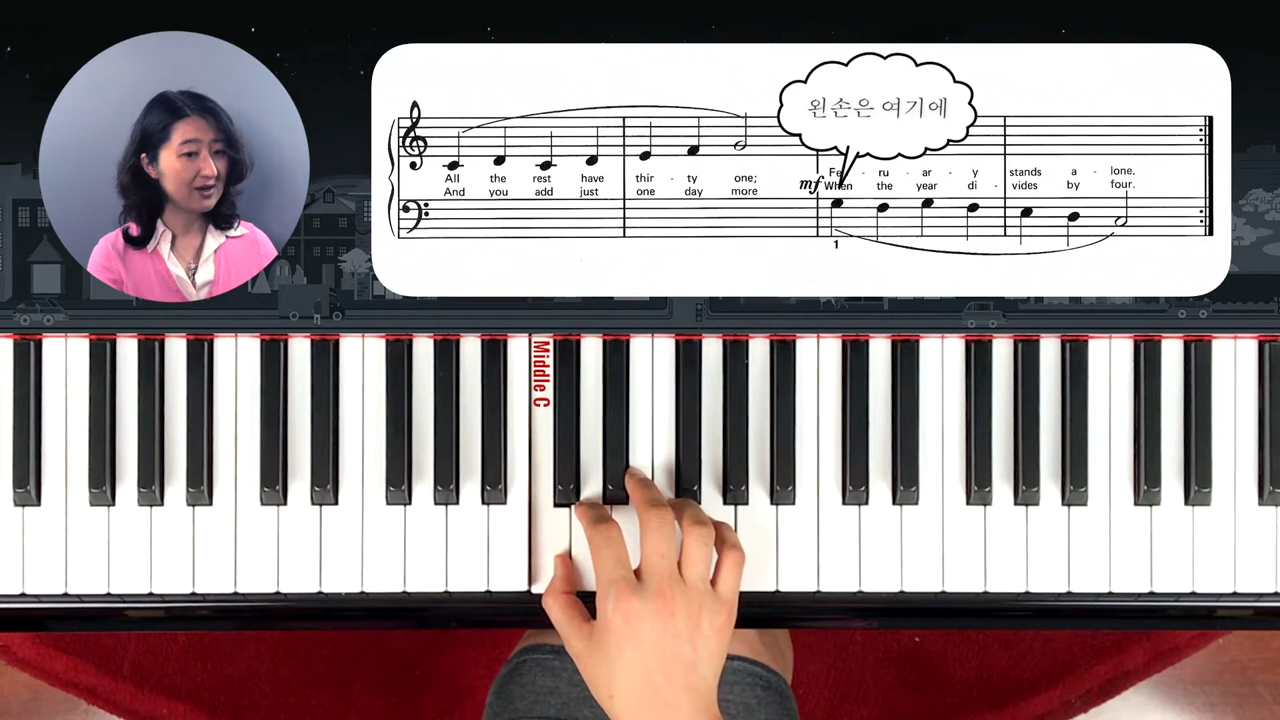 왼손은 여기에
All the rest have thir - ty one; Fe - ru - ar - y stands a - lone.
And you add just one day more mf When the year di - vides by four.
1
Middle C